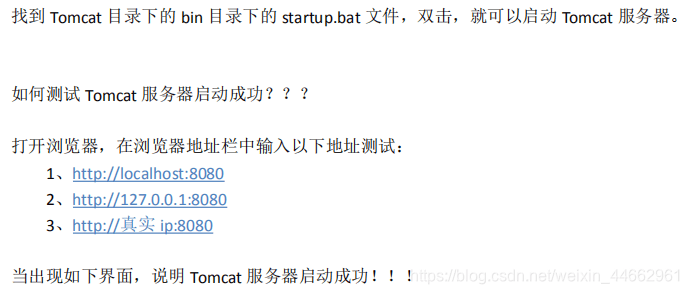 找到 Tomcat 目录下的 bin 目录下的 startup.bat 文件，双击，就可以启动 Tomcat 服务器。
如何测试 Tomcat 服务器启动成功？？？
打开浏览器，在浏览器地址栏中输入以下地址测试：
1、http://localhost:8080
2、http://127.0.0.1:8080
3、http://真实 ip:8080
当出现如下界面，说明 Tomcat 服务器启动成功！！！
https://blog.csdn.net/weixin_44662961